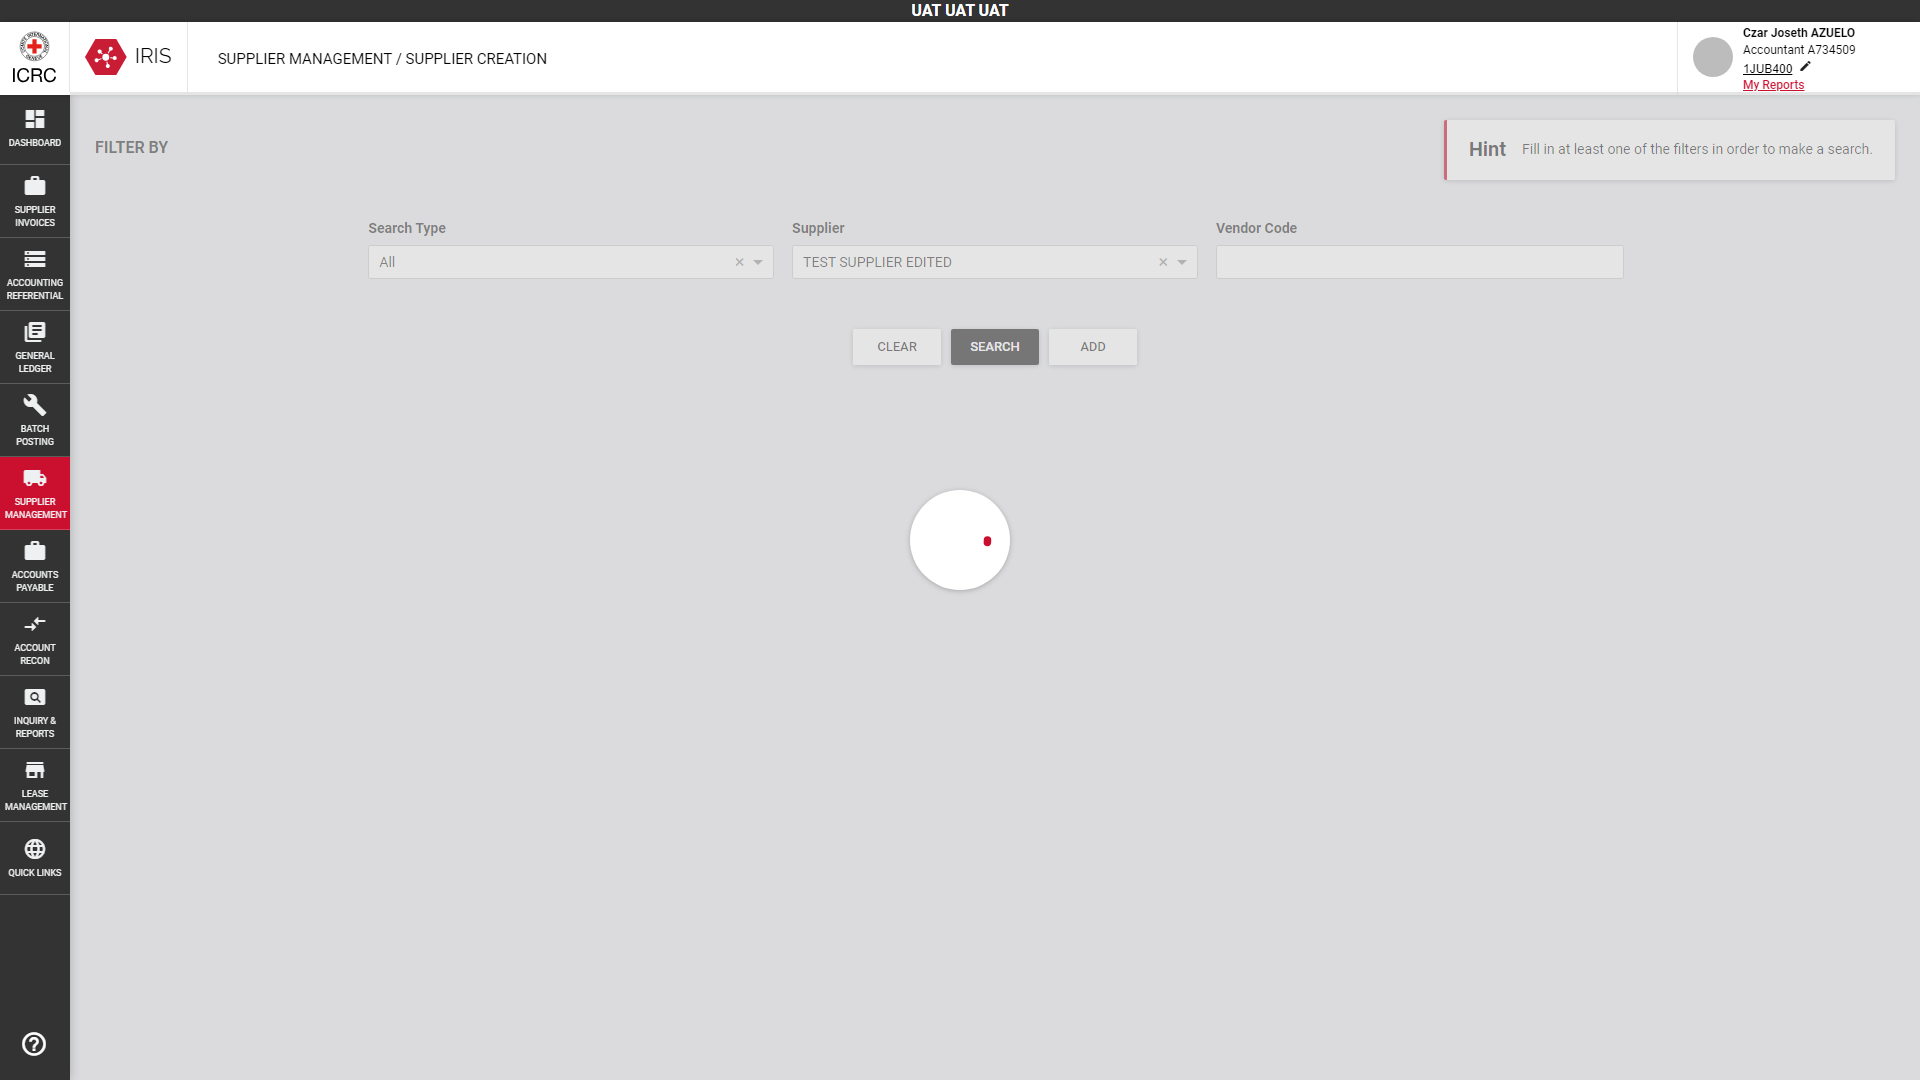 UAT UAT UAT
ICRC
IRIS
SUPPLIER MANAGEMENT / SUPPLIER CREATION
Czar Joseth AZUELO
Accountant A734509
1JUB400
My Reports
DASHBOARD
SUPPLIER
INVOICES
ACCOUNTING
REFERENTIAL
GENERAL
LEDGER
BATCH
POSTING
SUPPLIER
MANAGEMENT
ACCOUNTS
PAYABLE
ACCOUNT
RECON
INQUIRY &
REPORTS
LEASE
MANAGEMENT
QUICK LINKS
FILTER BY
Hint Fill in at least one of the filters in order to make a search.
Search Type
All
Supplier
TEST SUPPLIER EDITED
Vendor Code
CLEAR
SEARCH
ADD